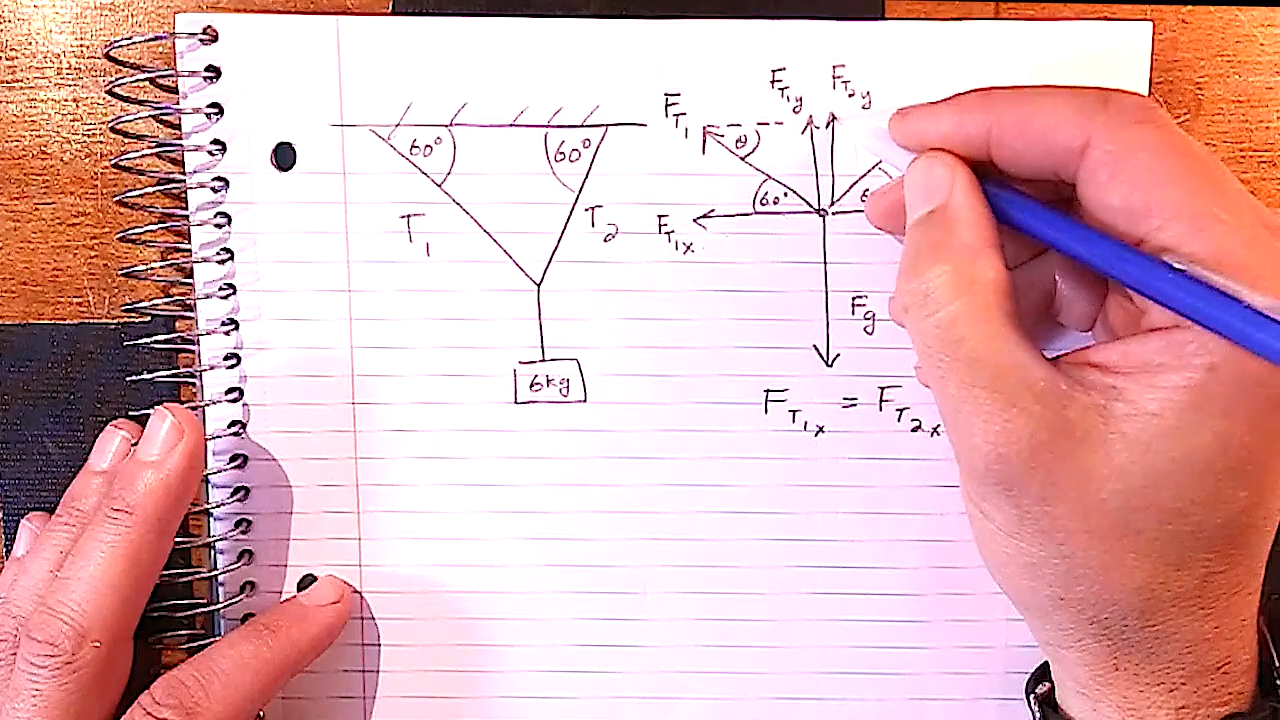 60° 60°
T1 T2
6kg
FT1y FT2y
FT1
θ
60°
FT1x
Fg
FT1x = FT2x